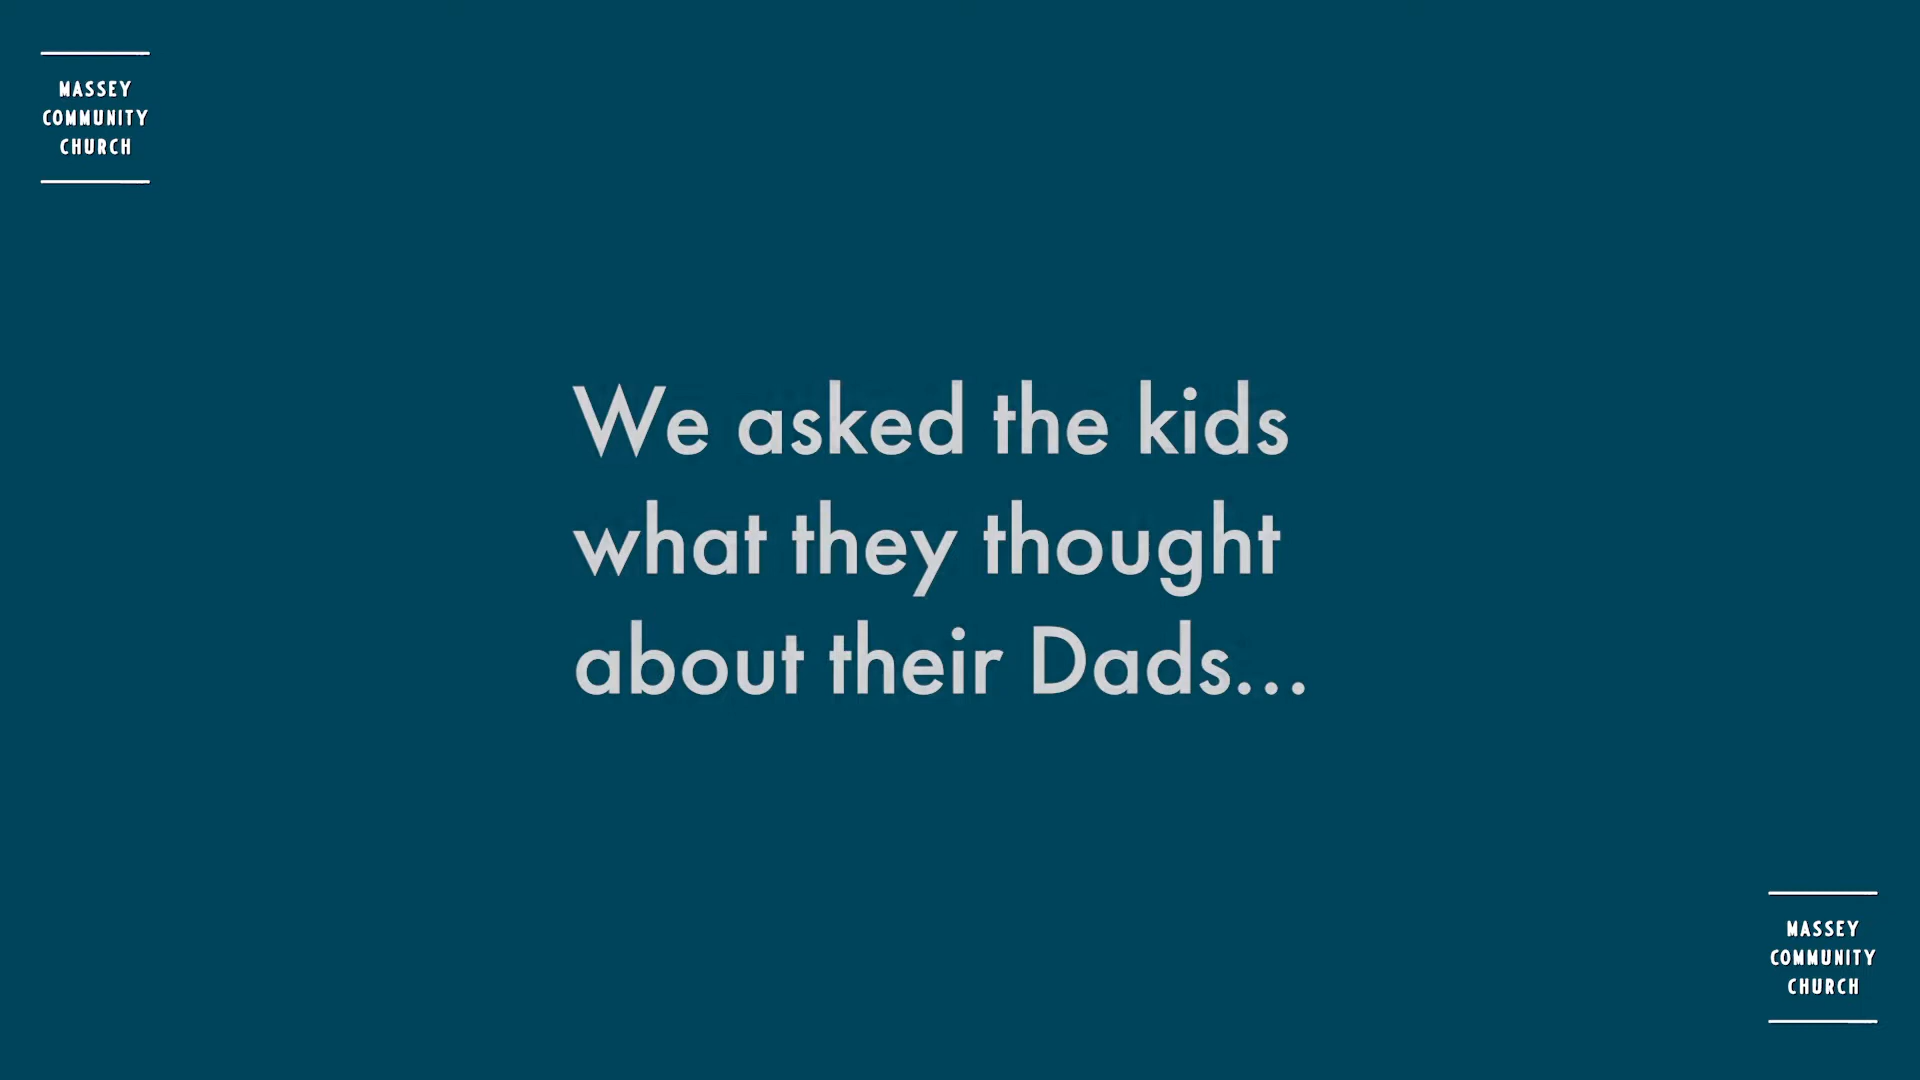 MASSEY
COMMUNITY
CHURCH
We asked the kids
what they thought
about their Dads...
MASSEY
COMMUNITY
CHURCH